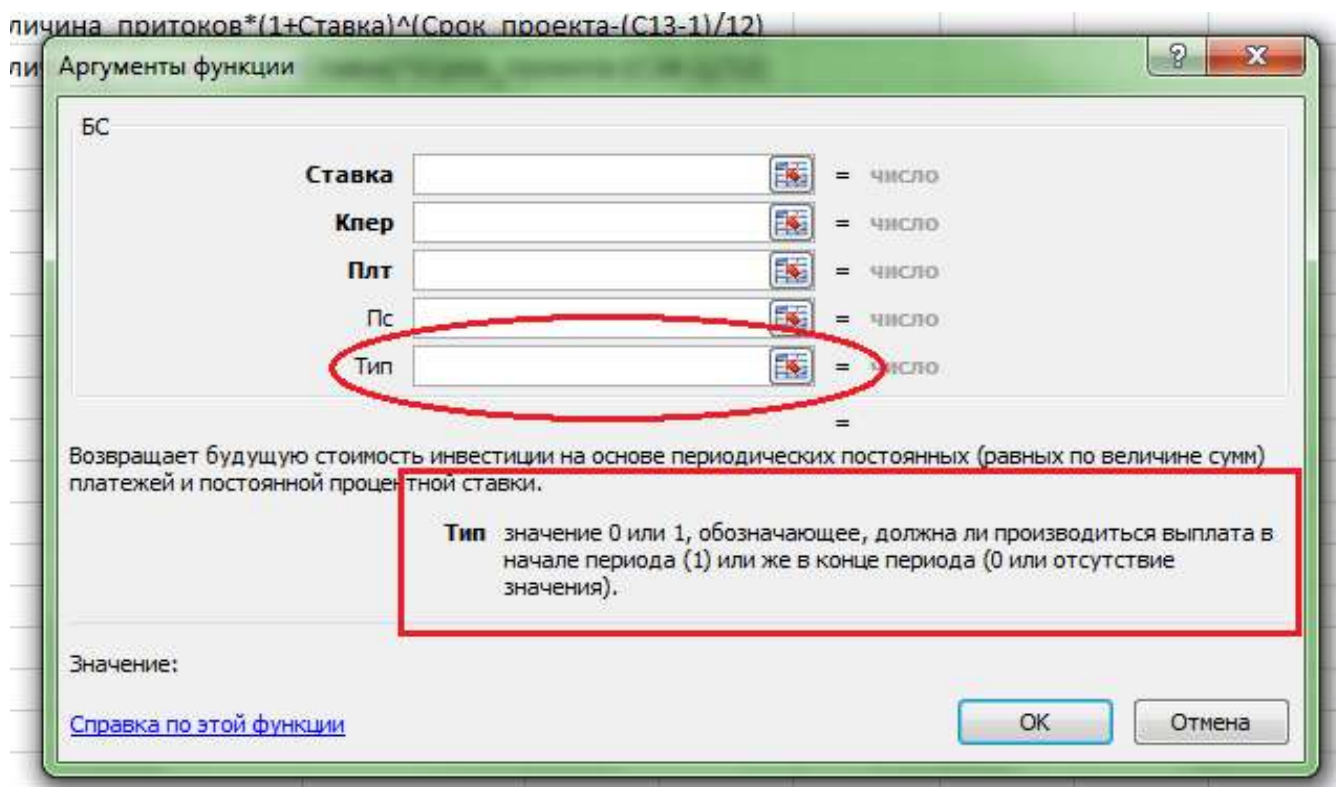 личина_притоков*(1+Ставка)^(Срок_проекта-(C13-1)/12)
ли
Аргументы функции
БС
Ставка = число
Кпер = число
Плт = число
Пс = число
Тип = число
=
Возвращает будущую стоимость инвестиции на основе периодических постоянных (равных по величине сумм)
платежей и постоянной процентной ставки.
Тип значение 0 или 1, обозначающее, должна ли производиться выплата в
начале периода (1) или же в конце периода (0 или отсутствие
значения).
Значение:
Справка по этой функции
ОК
Отмена